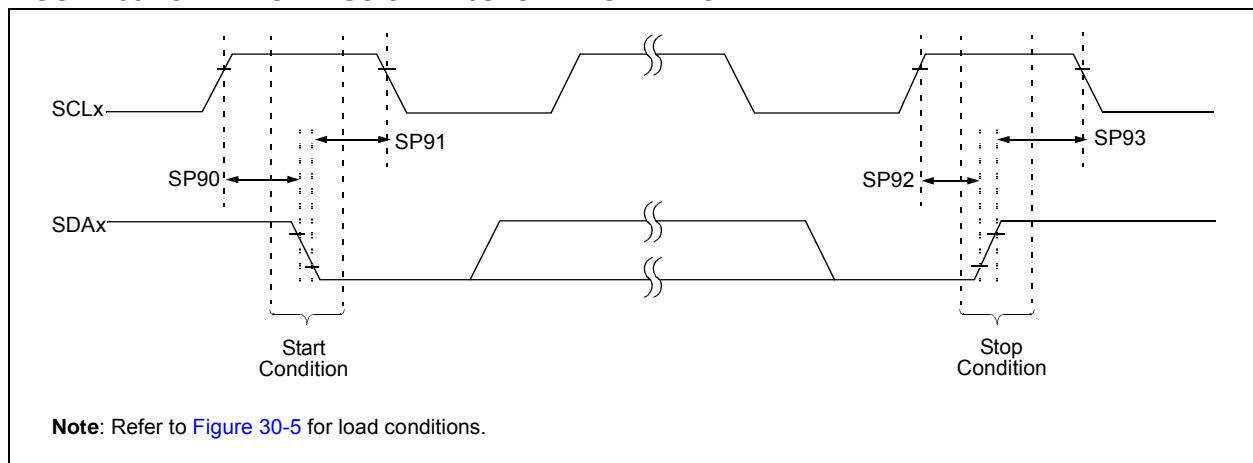 SCLx
SP91
SP93
SP90
SP92
SDAx
Start
Condition
Stop
Condition
Note: Refer to Figure 30-5 for load conditions.